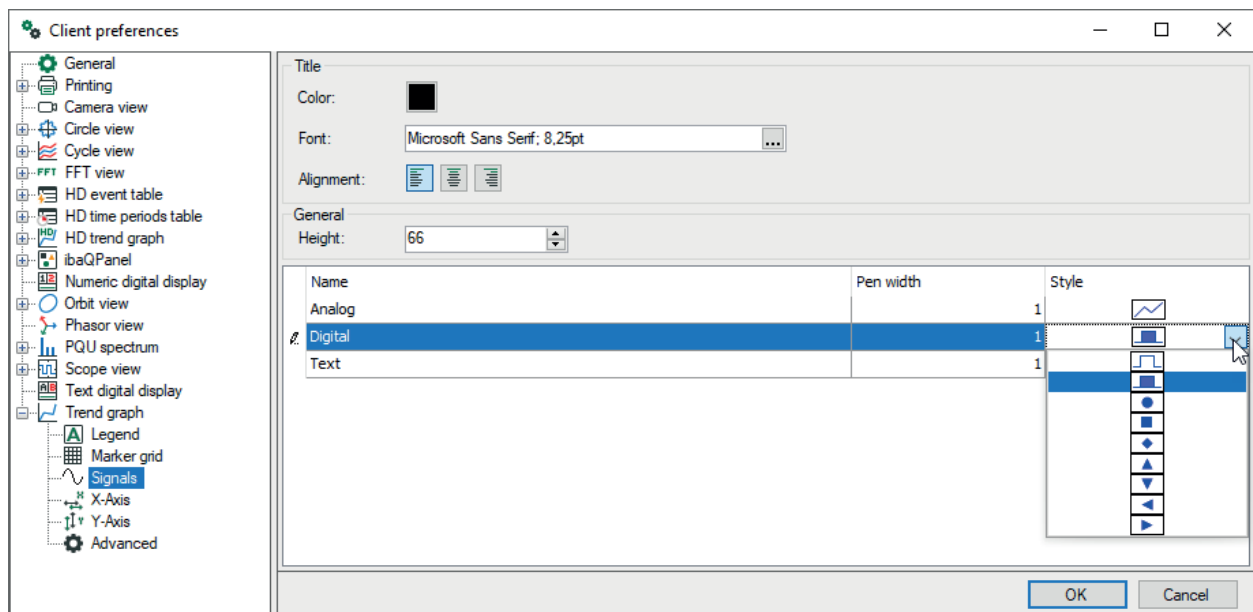 Client preferences
General
Printing
Camera view
Circle view
Cycle view
FFT FFT view
HD event table
HD time periods table
HD HD trend graph
ibaQPanel
12 Numeric digital display
Orbit view
Phasor view
PQU spectrum
Scope view
AB Text digital display
Trend graph
A Legend
Marker grid
Signals
X X-Axis
Y Y-Axis
Advanced
Title
Color:
Font: Microsoft Sans Serif; 8,25pt ...
Alignment:
General
Height: 66
Name Pen width Style
Analog 1
Digital 1
Text 1
OK Cancel